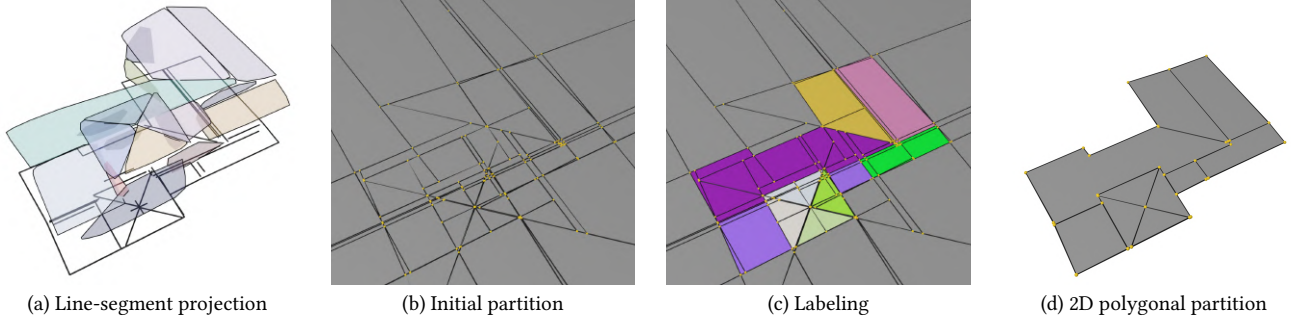 (a) Line-segment projection
(b) Initial partition
(c) Labeling
(d) 2D polygonal partition